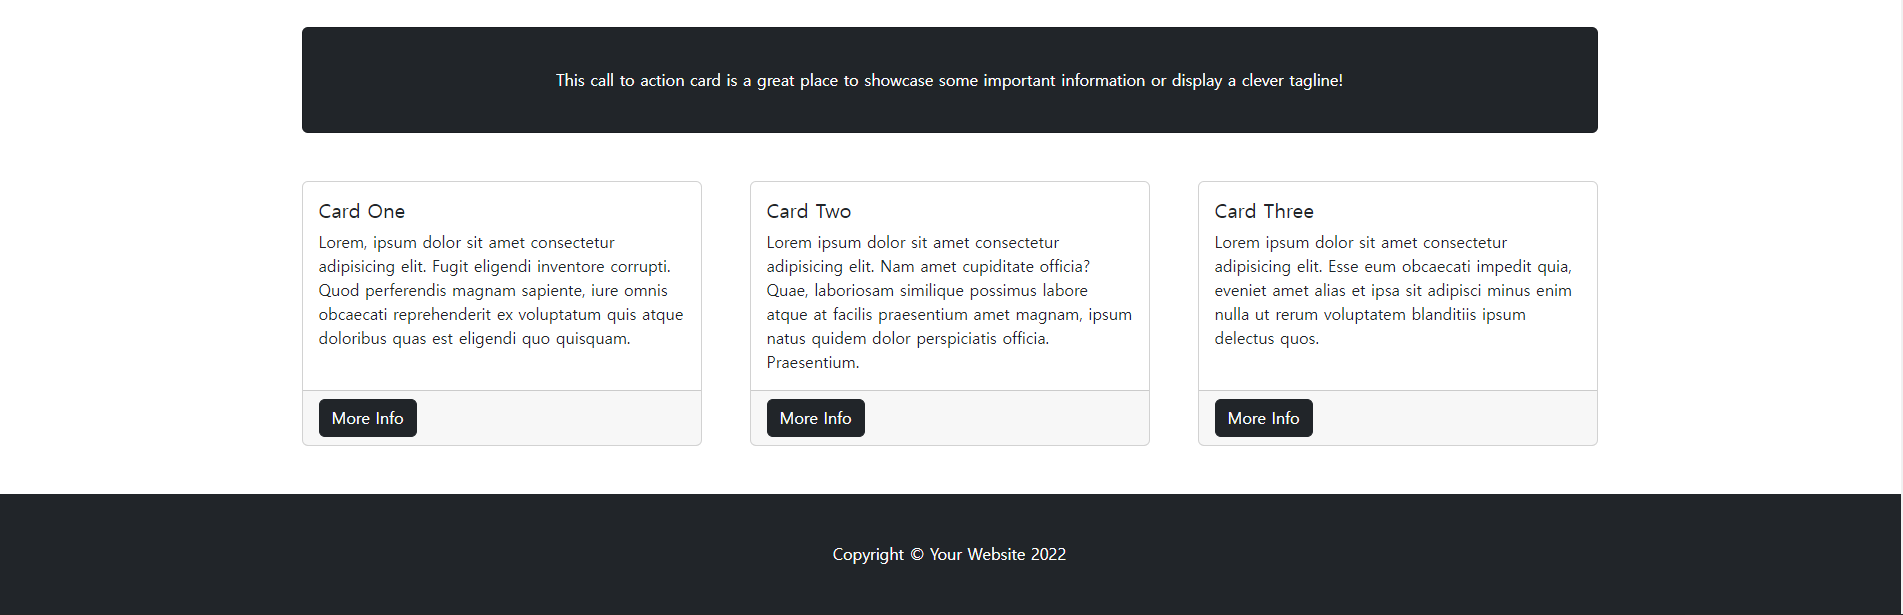 This call to action card is a great place to showcase some important information or display a clever tagline!
Card One
Lorem, ipsum dolor sit amet consectetur
adipisicing elit. Fugit eligendi inventore corrupti.
Quod perferendis magnam sapiente, iure omnis
obcaecati reprehenderit ex voluptatum quis atque
doloribus quas est eligendi quo quisquam.
More Info
Card Two
Lorem ipsum dolor sit amet consectetur
adipisicing elit. Nam amet cupiditate officia?
Quae, laboriosam similique possimus labore
atque at facilis praesentium amet magnam, ipsum
natus quidem dolor perspiciatis officia.
Praesentium.
More Info
Card Three
Lorem ipsum dolor sit amet consectetur
adipisicing elit. Esse eum obcaecati impedit quia,
eveniet amet alias et ipsa sit adipisci minus enim
nulla ut rerum voluptatem blanditiis ipsum
delectus quos.
More Info
Copyright © Your Website 2022